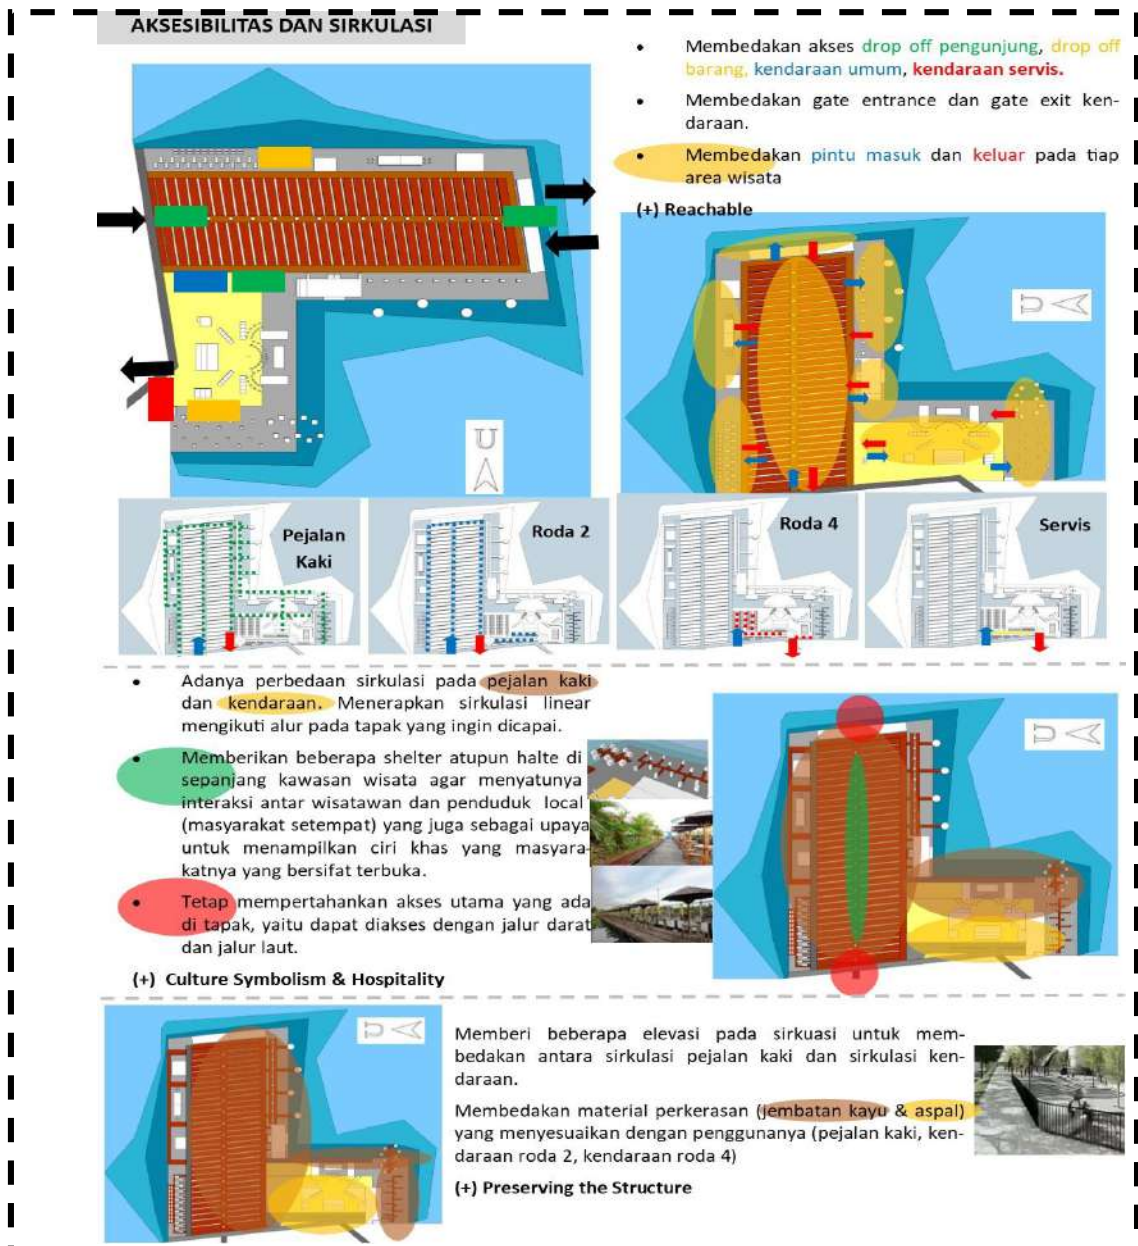 AKSESIBILITAS DAN SIRKULASI
• Membedakan akses drop off pengunjung, drop off
barang, kendaraan umum, kendaraan servis.
• Membedakan gate entrance dan gate exit ken-
daraan.
• Membedakan pintu masuk dan keluar pada tiap
area wisata
(+) Reachable
U
U
Pejalan
Kaki
Roda 2
Roda 4
Servis
• Adanya perbedaan sirkulasi pada pejalan kaki
dan kendaraan. Menerapkan sirkulasi linear
mengikuti alur pada tapak yang ingin dicapai.
• Memberikan beberapa shelter atupun halte di
sepanjang kawasan wisata agar menyatunya
interaksi antar wisatawan dan penduduk local
(masyarakat setempat) yang juga sebagai upaya
untuk menampilkan ciri khas yang masyara-
katnya yang bersifat terbuka.
• Tetap mempertahankan akses utama yang ada
di tapak, yaitu dapat diakses dengan jalur darat
dan jalur laut.
(+) Culture Symbolism & Hospitality
U
U
Memberi beberapa elevasi pada sirkuasi untuk mem-
bedakan antara sirkulasi pejalan kaki dan sirkulasi ken-
daraan.
Membedakan material perkerasan (jembatan kayu & aspal)
yang menyesuaikan dengan penggunanya (pejalan kaki, ken-
daraan roda 2, kendaraan roda 4)
(+) Preserving the Structure